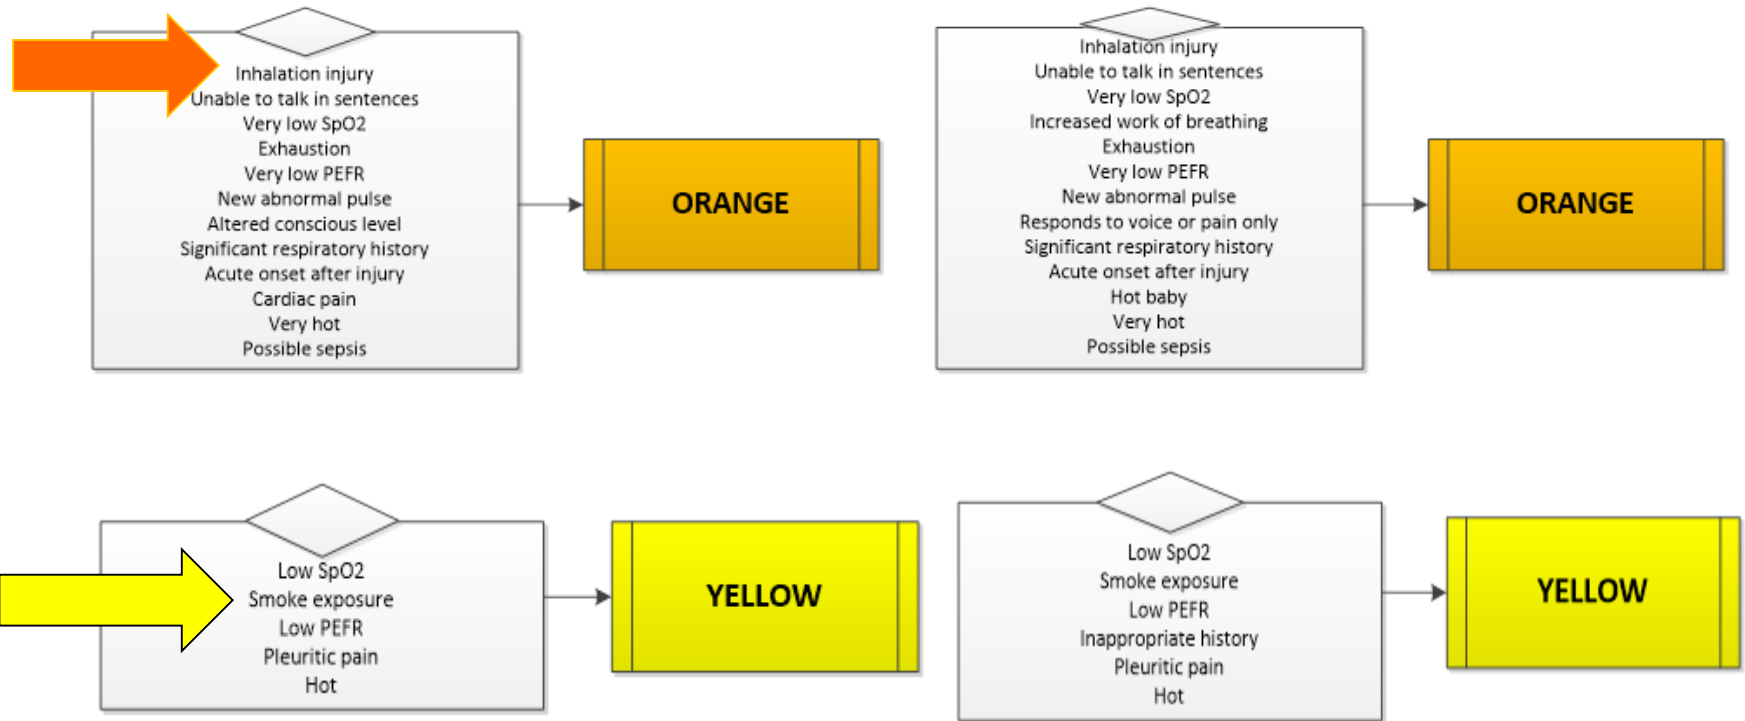 Inhalation injury
Unable to talk in sentences
Very low SpO2
Exhaustion
Very low PEFR
New abnormal pulse
Altered conscious level
Significant respiratory history
Acute onset after injury
Cardiac pain
Very hot
Possible sepsis
ORANGE
Inhalation injury
Unable to talk in sentences
Very low SpO2
Increased work of breathing
Exhaustion
Very low PEFR
New abnormal pulse
Responds to voice or pain only
Significant respiratory history
Acute onset after injury
Hot baby
Very hot
Possible sepsis
ORANGE
Low SpO2
Smoke exposure
Low PEFR
Pleuritic pain
Hot
YELLOW
Low SpO2
Smoke exposure
Low PEFR
Inappropriate history
Pleuritic pain
Hot
YELLOW